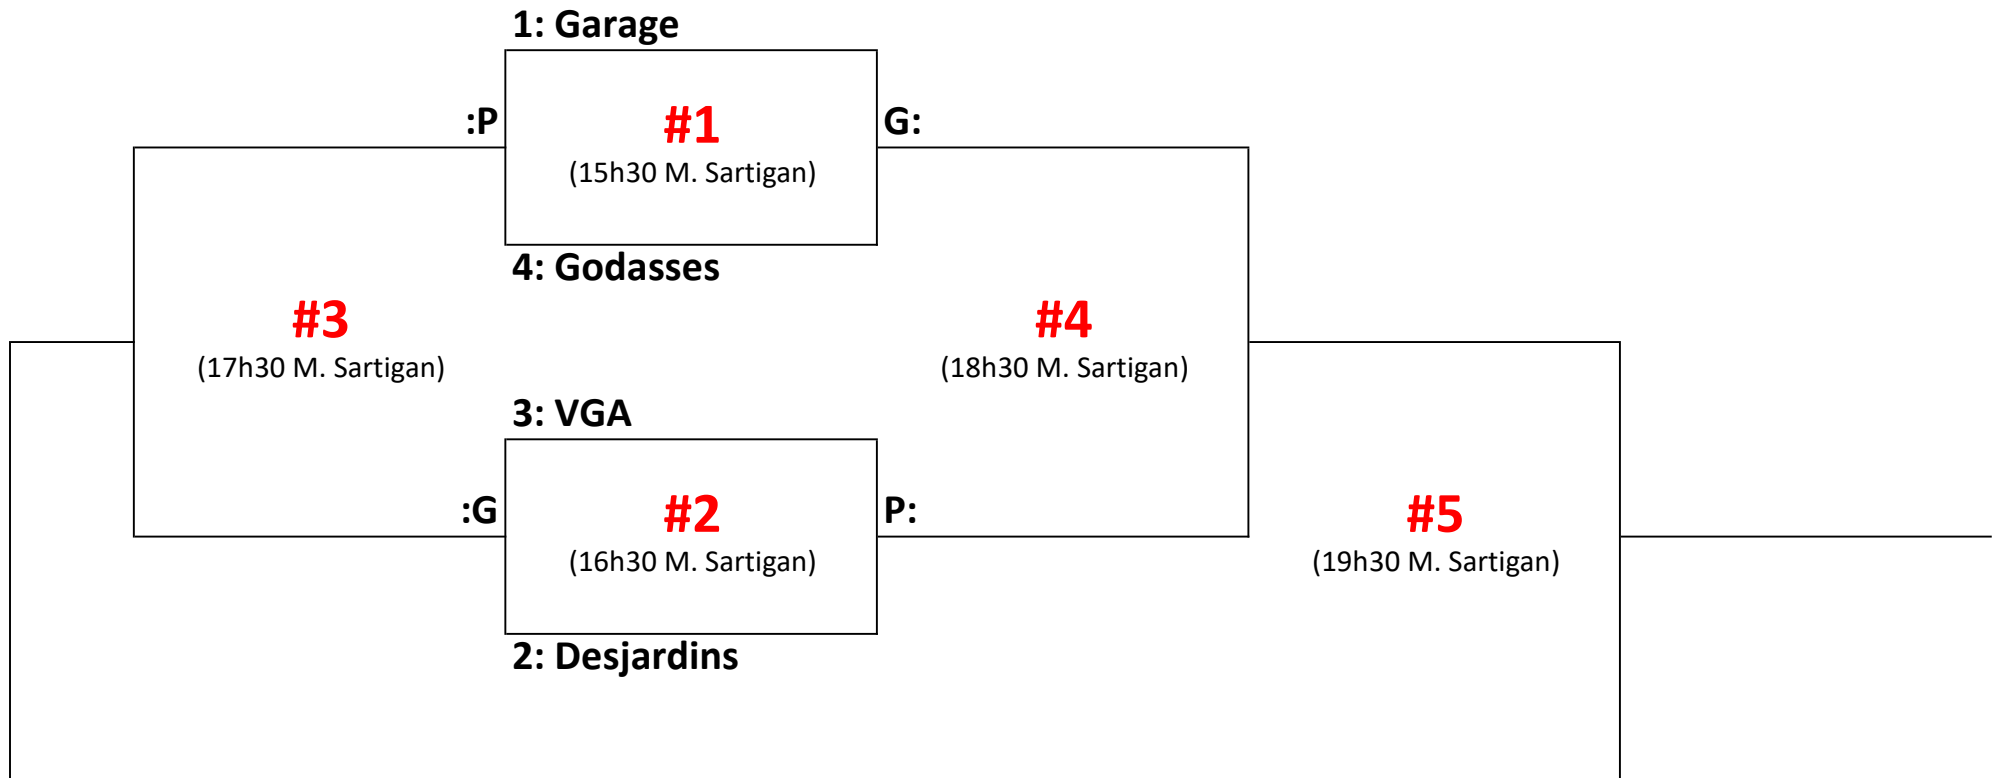 1: Garage
:P
#1
G:
(15h30 M. Sartigan)
4: Godasses
#3
#4
(17h30 M. Sartigan)
(18h30 M. Sartigan)
3: VGA
:G
#2
P:
#5
(16h30 M. Sartigan)
(19h30 M. Sartigan)
2: Desjardins